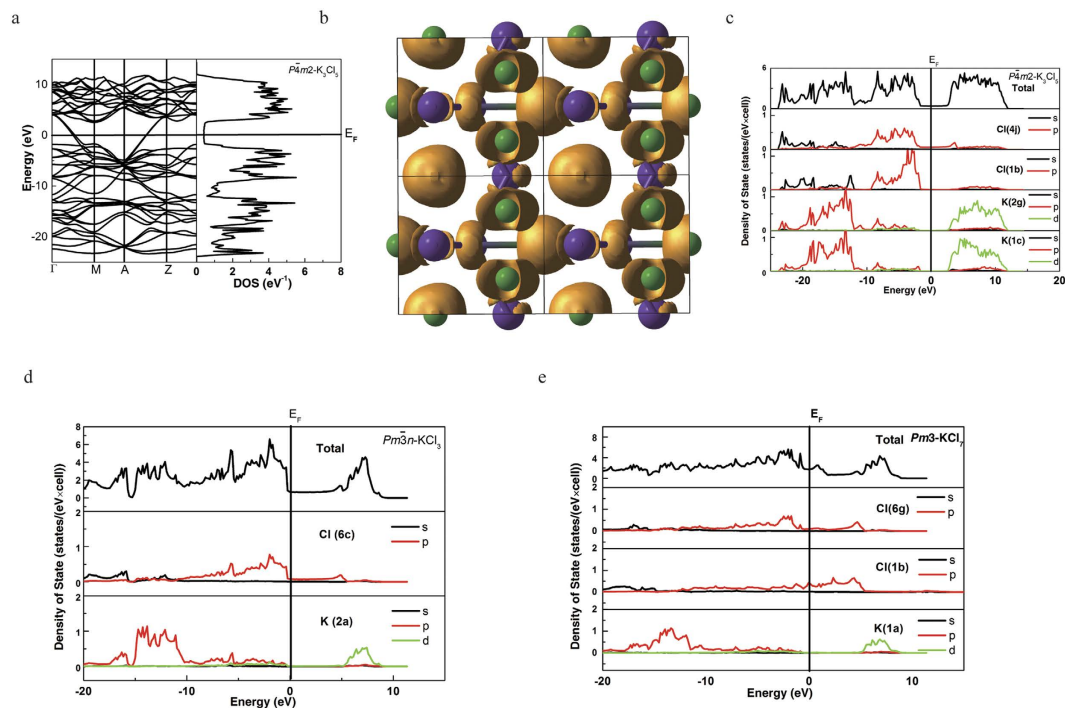 a
P4̄m2-K3Cl5
10
0
-10
-20
Energy (eV)
EF
Γ M A Z 0 2 4 6 8
DOS (eV-1)
b
c
EF
P4̄m2-K3Cl5
Total
Cl(4j)
s
p
Cl(1b)
s
p
K(2g)
s
p
d
K(1c)
s
p
d
6
3
0
1
0
1
0
1
0
1
0
Density of State (states/(eV×cell))
-20 -10 0 10 20
Energy (eV)
d
EF
Total
Pm3̄n-KCl3
Cl (6c)
s
p
K (2a)
s
p
d
8
6
4
2
0
2
1
0
2
1
0
Density of State (states/(eV×cell))
-20 -10 0 10
Energy (eV)
e
EF
Total
Pm3-KCl7
Cl(6g)
s
p
Cl(1b)
s
p
K(1a)
s
p
d
8
6
4
2
0
2
1
0
2
1
0
2
1
0
Density of State (states/(eV×cell))
-20 -10 0 10
Energy (eV)